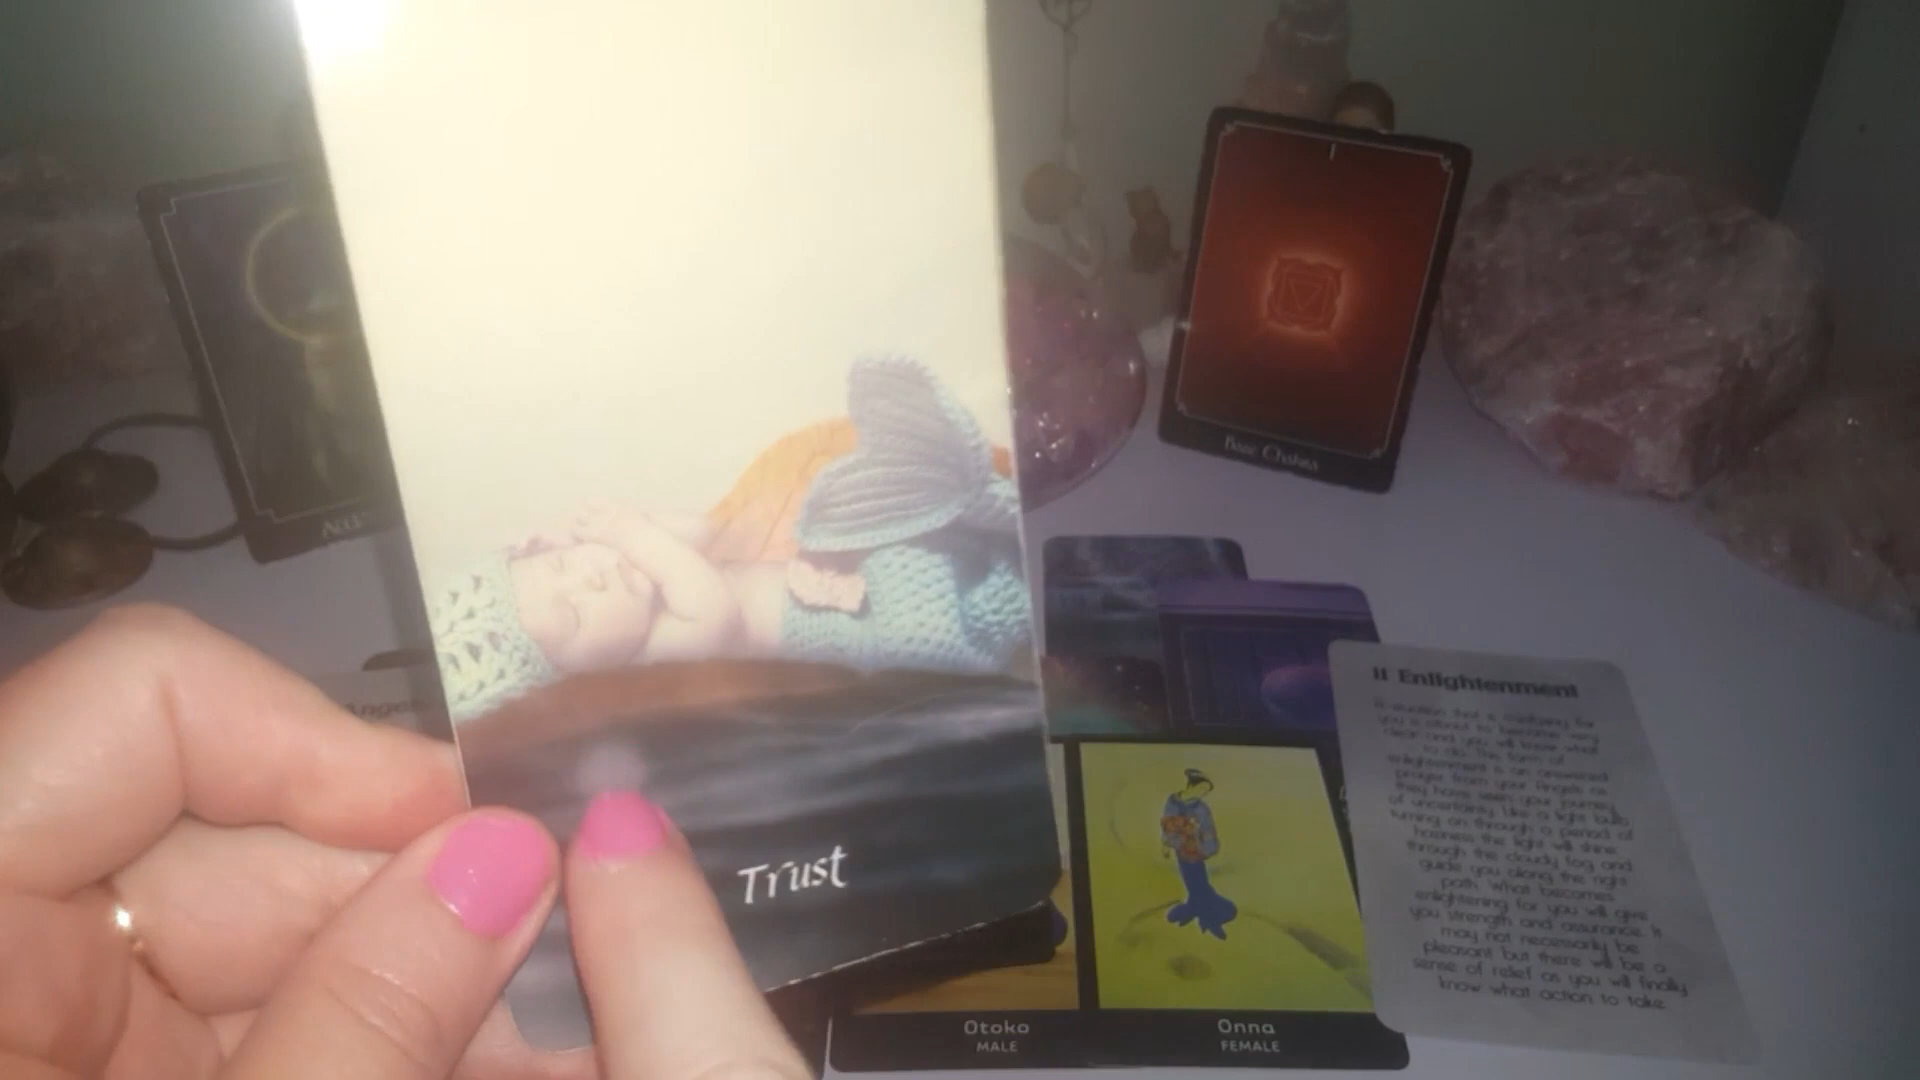 I
Base Chakra
Angels
Trust
Otoko
MALE
Onna
FEMALE
11 Enlightenment
A situation that is confusing for
you is about to become very
clear and you will know what
to do. This form of
enlightenment is an answered
prayer from your Angels as
they have seen your journey
of uncertainty. Like a light bulb
turning on through a period of
haziness the light will shine
through the cloudy fog and
guide you along the right
path. What becomes
enlightening for you will give
you strength and assurance. It
may not necessarily be
pleasant but there will be a
sense of relief as you will finally
know what action to take